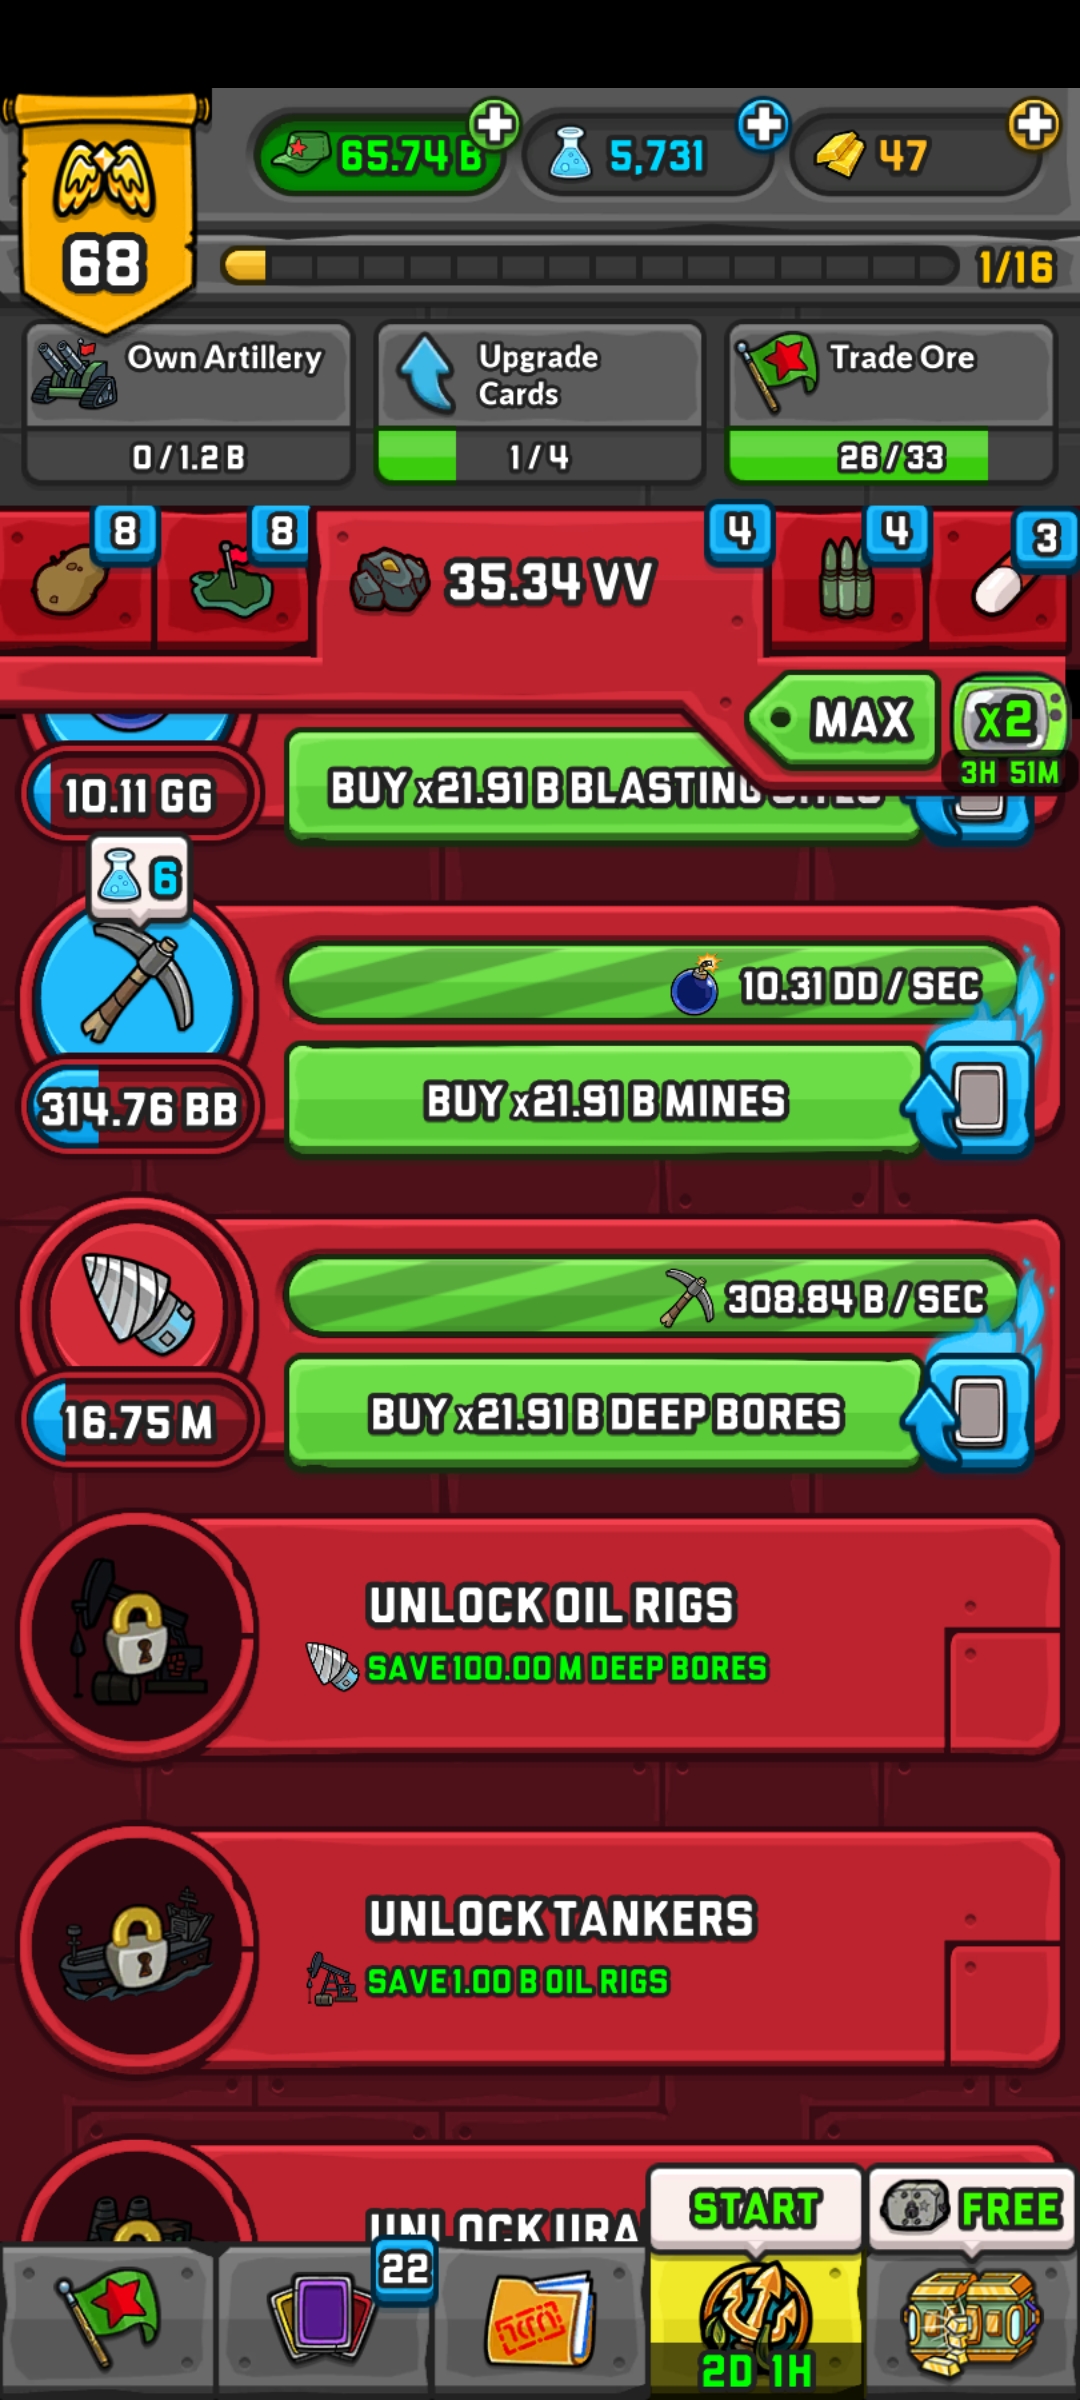 65.74 B
5,731
47
68
1/16
Own Artillery
0/1.2 B
Upgrade
Cards
1/4
Trade Ore
26/33
8
8
35.34 VV
4
4
3
MAX
x2
3H 51M
10.11 GG
BUY x21.91 B BLASTING
6
10.31 DD / SEC
314.76 BB
BUY x21.91 B MINES
308.84 B / SEC
16.75 M
BUY x21.91 B DEEP BORES
UNLOCK OIL RIGS
SAVE 100.00 M DEEP BORES
UNLOCK TANKERS
SAVE 1.00 B OIL RIGS
UNLOCK URA
START
FREE
22
2D 1H